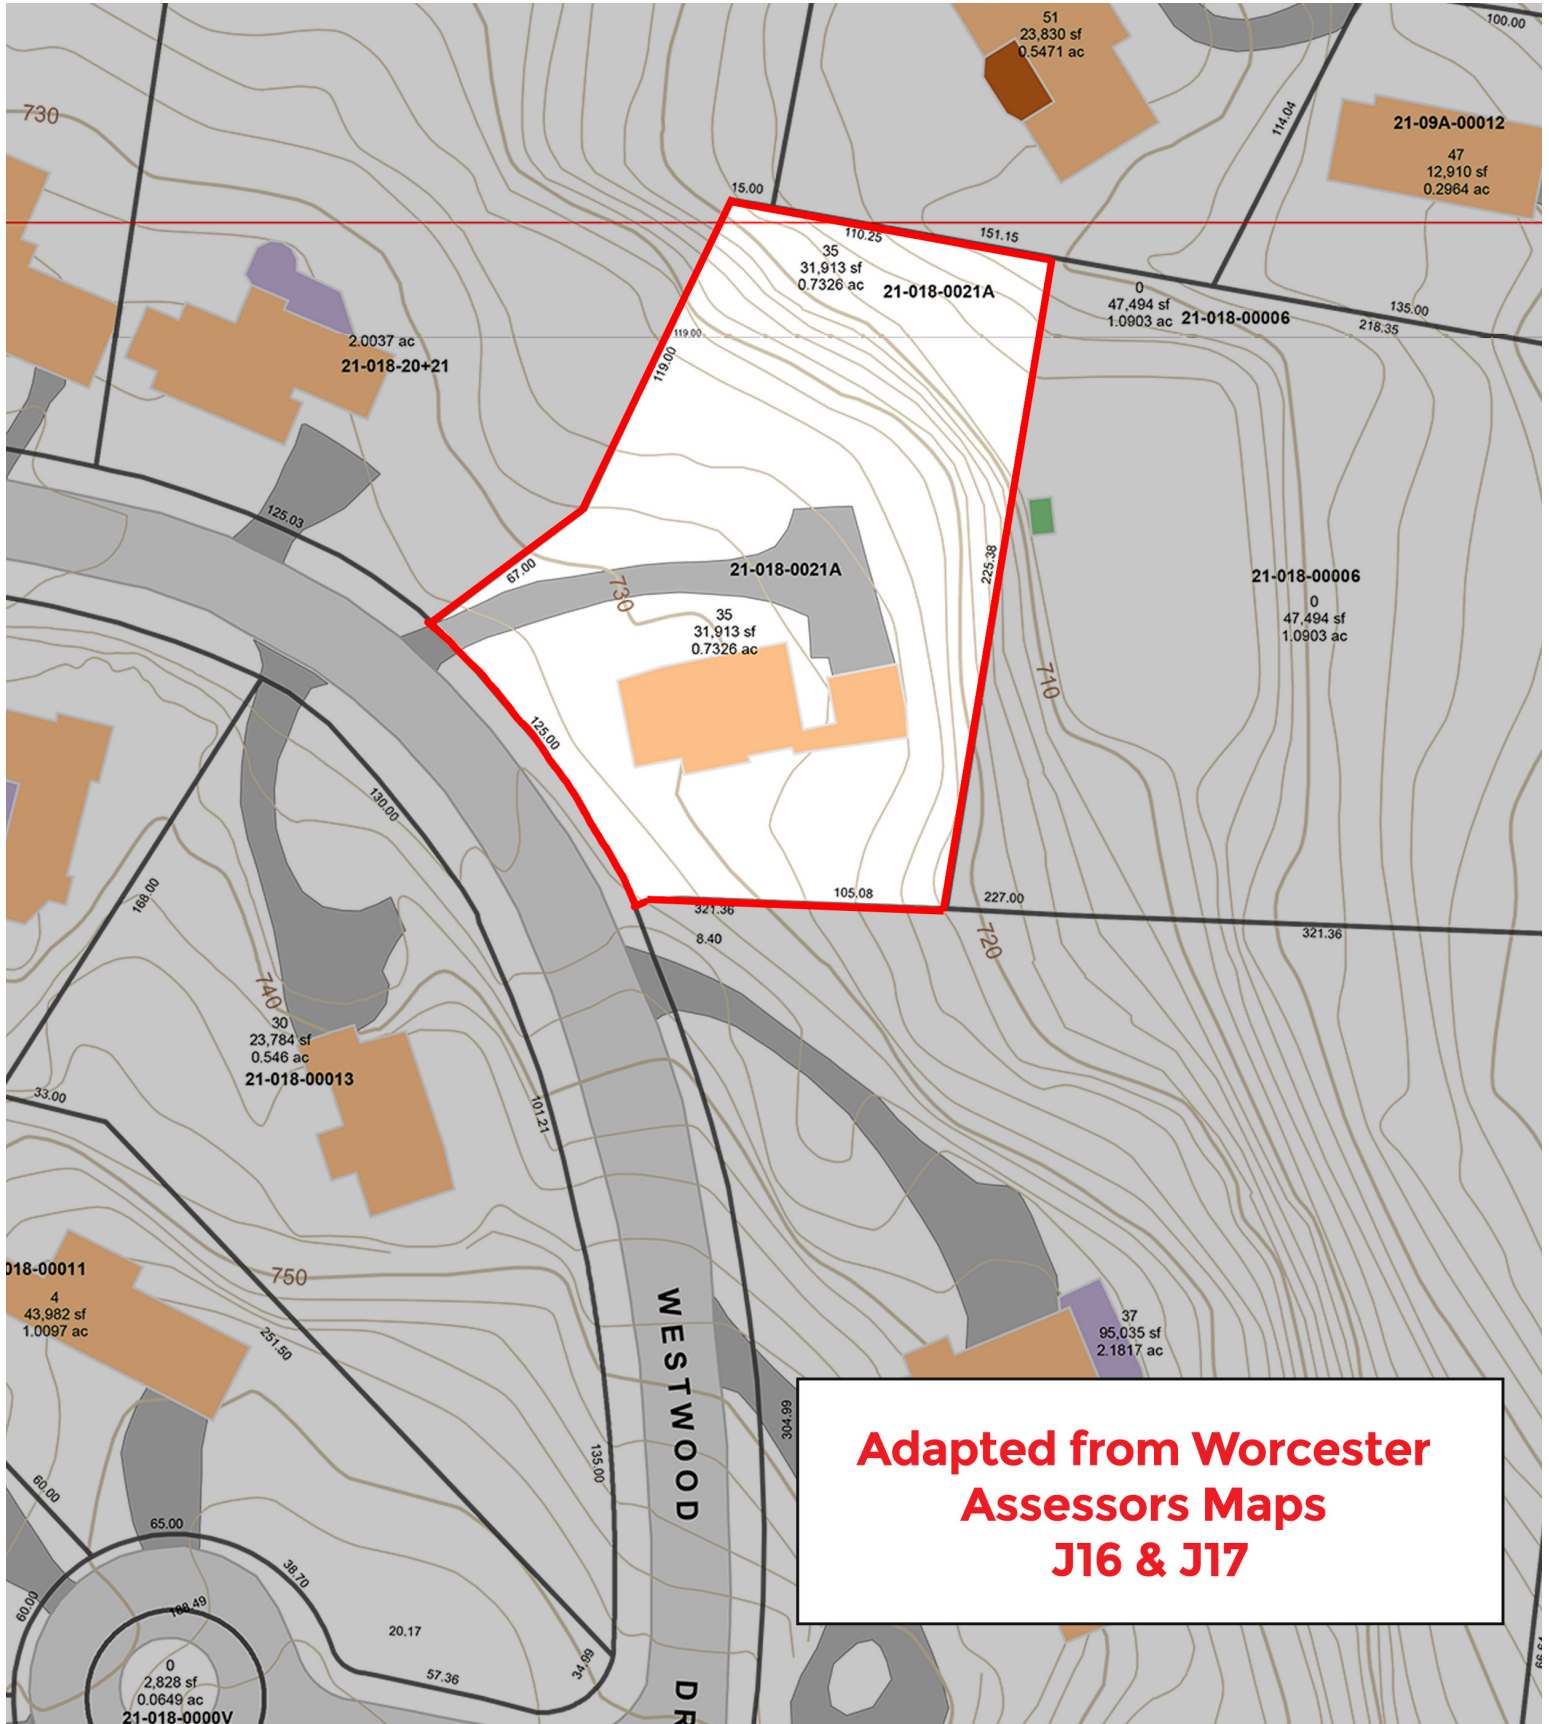 51
23,830 sf
0.5471 ac
100.00
730
114.04
21-09A-00012
47
12,910 sf
0.2964 ac
15.00
110.25
151.15
35
31,913 sf
0.7326 ac
21-018-0021A
0
47,494 sf
1.0903 ac
21-018-00006
135.00
218.35
119.00
119.00
2.0037 ac
21-018-20+21
125.03
67.00
730
21-018-0021A
35
31,913 sf
0.7326 ac
225.38
21-018-00006
0
47,494 sf
1.0903 ac
710
125.00
130.00
168.00
105.08
321.36
8.40
227.00
321.36
720
740
30
23,784 sf
0.546 ac
21-018-00013
33.00
101.21
750
018-00011
4
43,982 sf
1.0097 ac
251.50
WESTWOOD
DR
37
95,035 sf
2.1817 ac
304.99
135.00
60.00
65.00
38.70
60.00
188.49
20.17
57.36
34.99
0
2,828 sf
0.0649 ac
21-018-0000V
Adapted from Worcester
Assessors Maps
J16 & J17